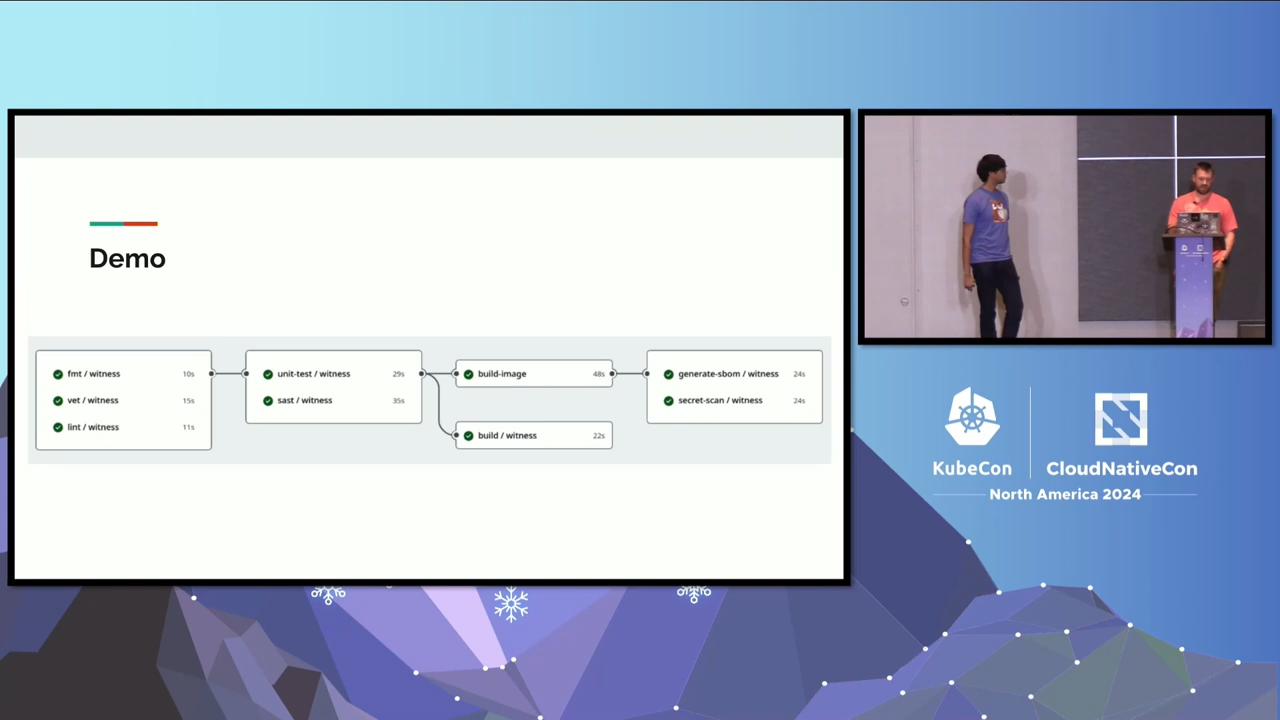 Demo
fmt / witness 10s
vet / witness 15s
lint / witness 11s
unit-test / witness 29s
sast / witness 35s
build-image 48s
build / witness 22s
generate-sbom / witness 24s
secret-scan / witness 24s
KubeCon
CloudNativeCon
North America 2024